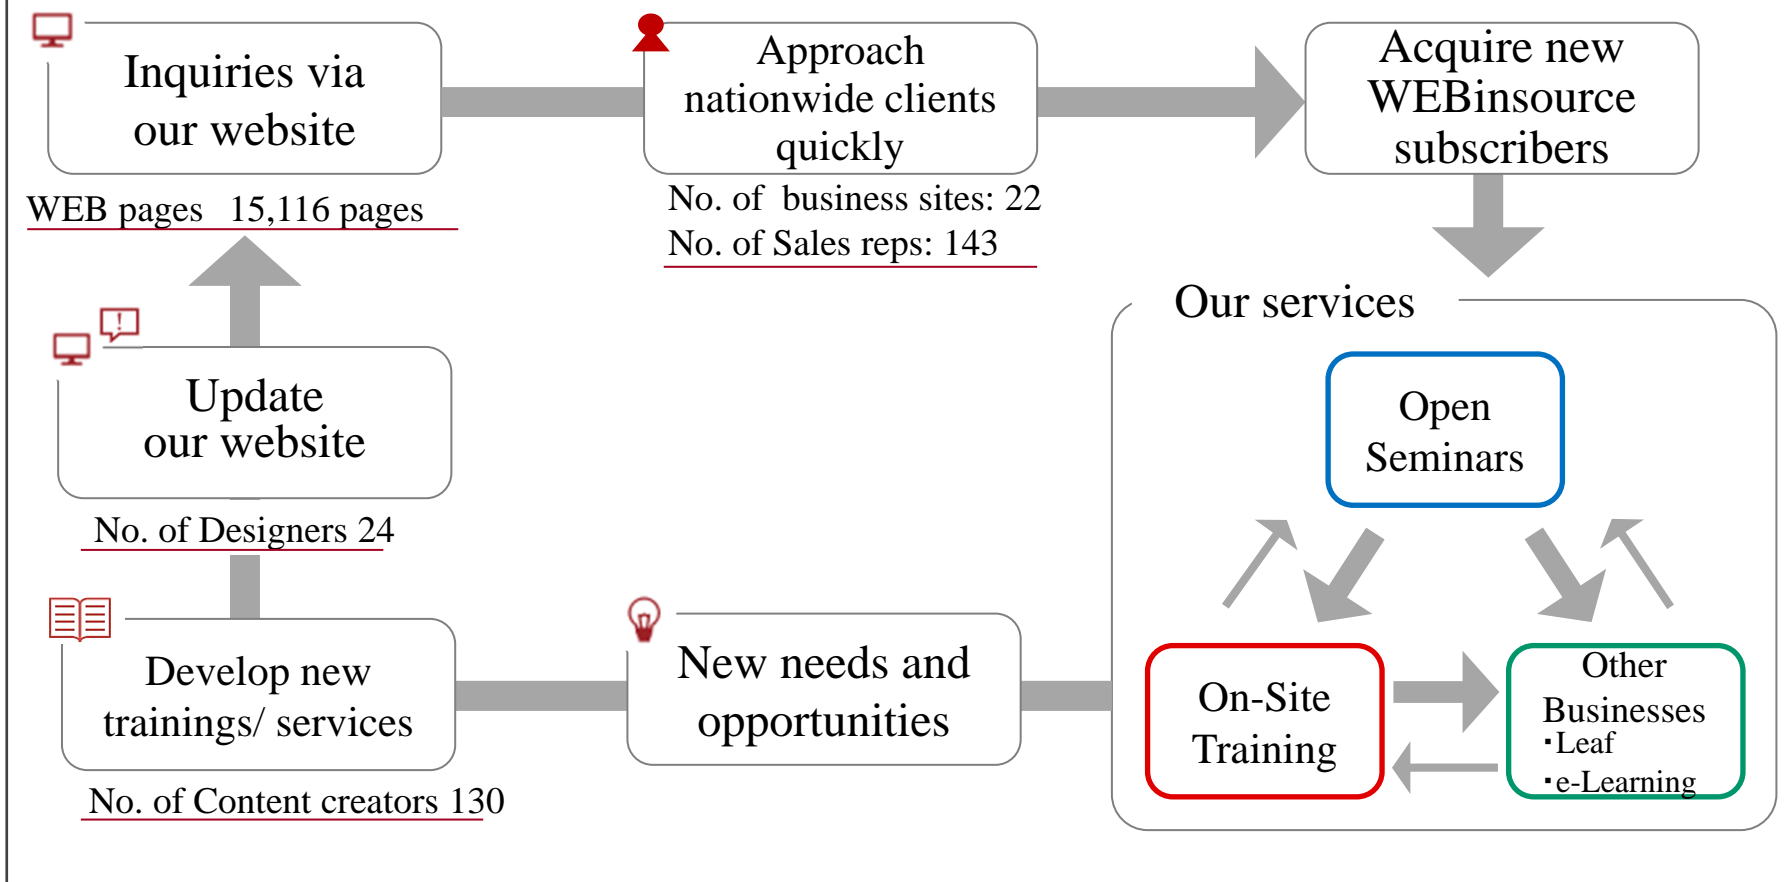 Inquiries via
our website
WEB pages 15,116 pages
Approach
nationwide clients
quickly
No. of business sites: 22
No. of Sales reps: 143
Acquire new
WEBinsource
subscribers
Our services
Open
Seminars
On-Site
Training
Other
Businesses
・Leaf
・e-Learning
New needs and
opportunities
Develop new
trainings/ services
No. of Content creators 130
!
Update
our website
No. of Designers 24